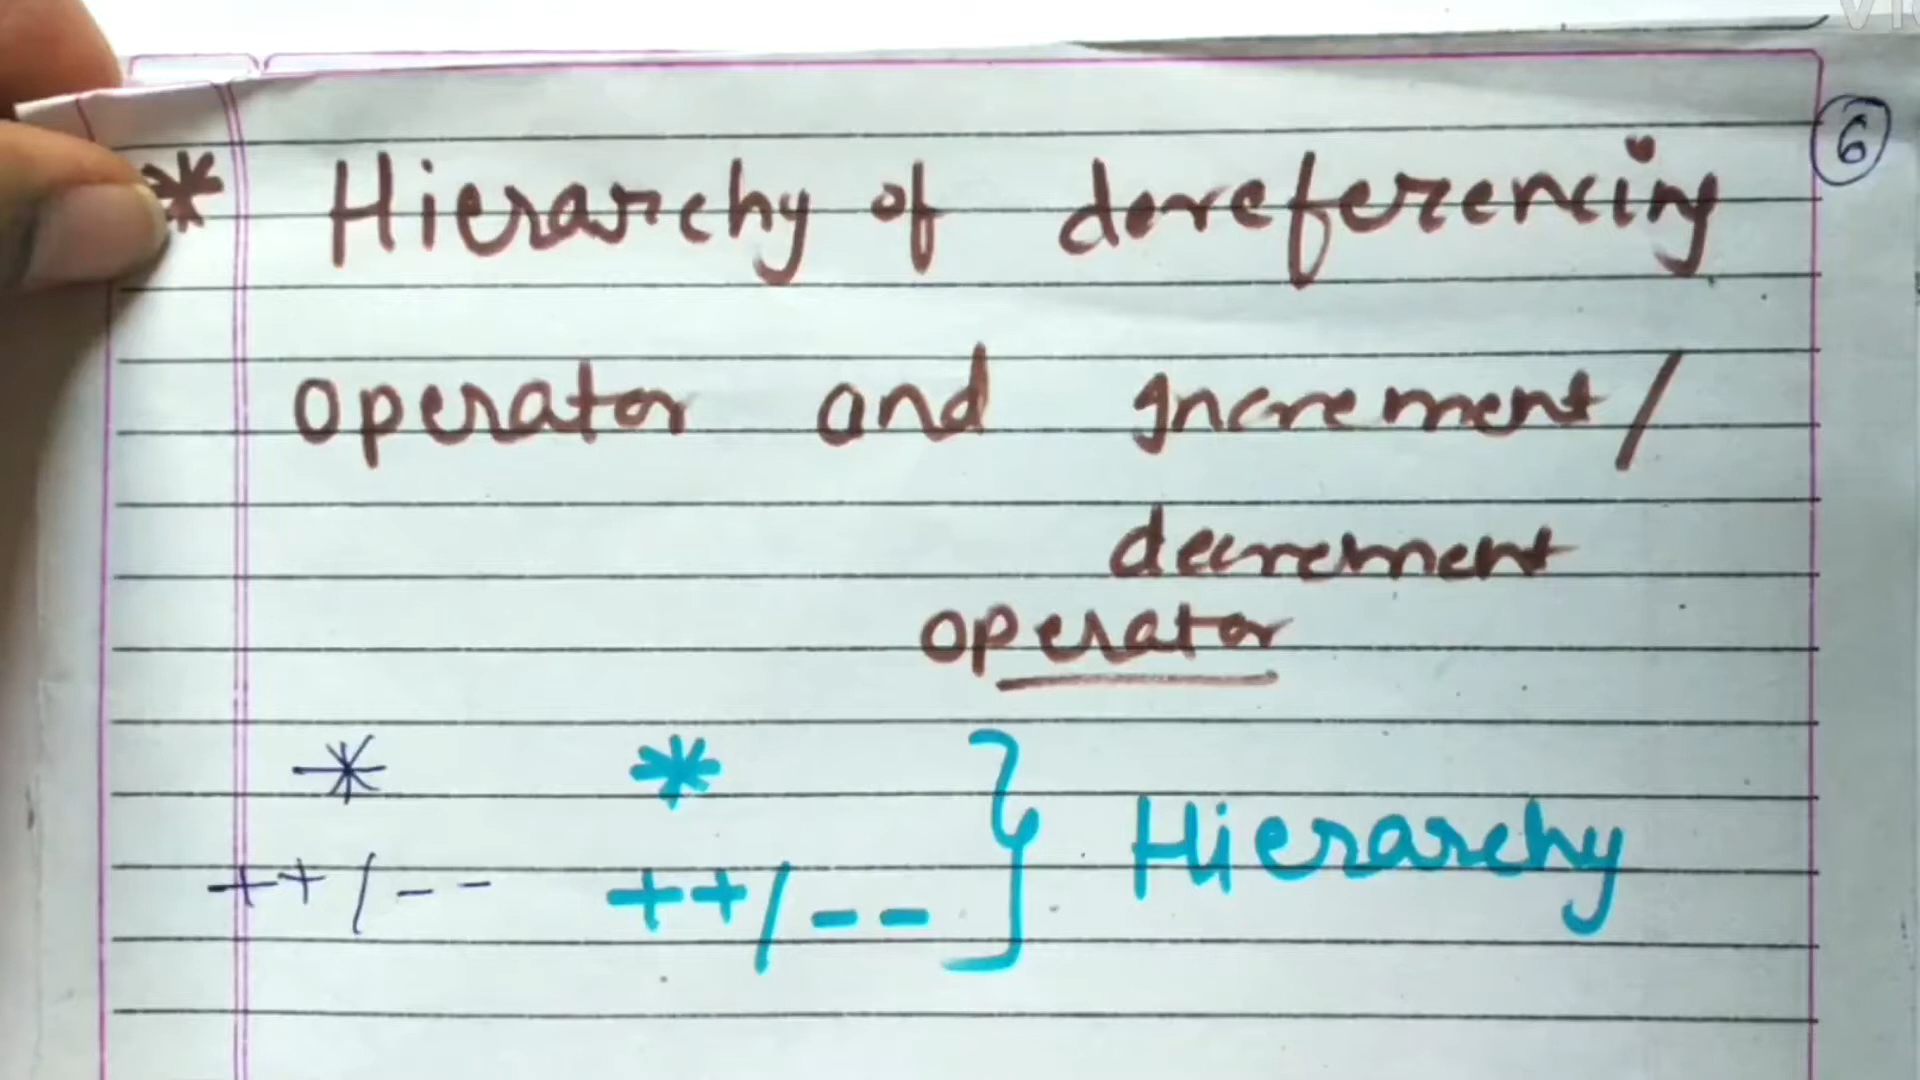 * Hierarchy of dereferencing
operator and increment/
decrement
operator
* *
++/-- ++/-- } Hierarchy
6